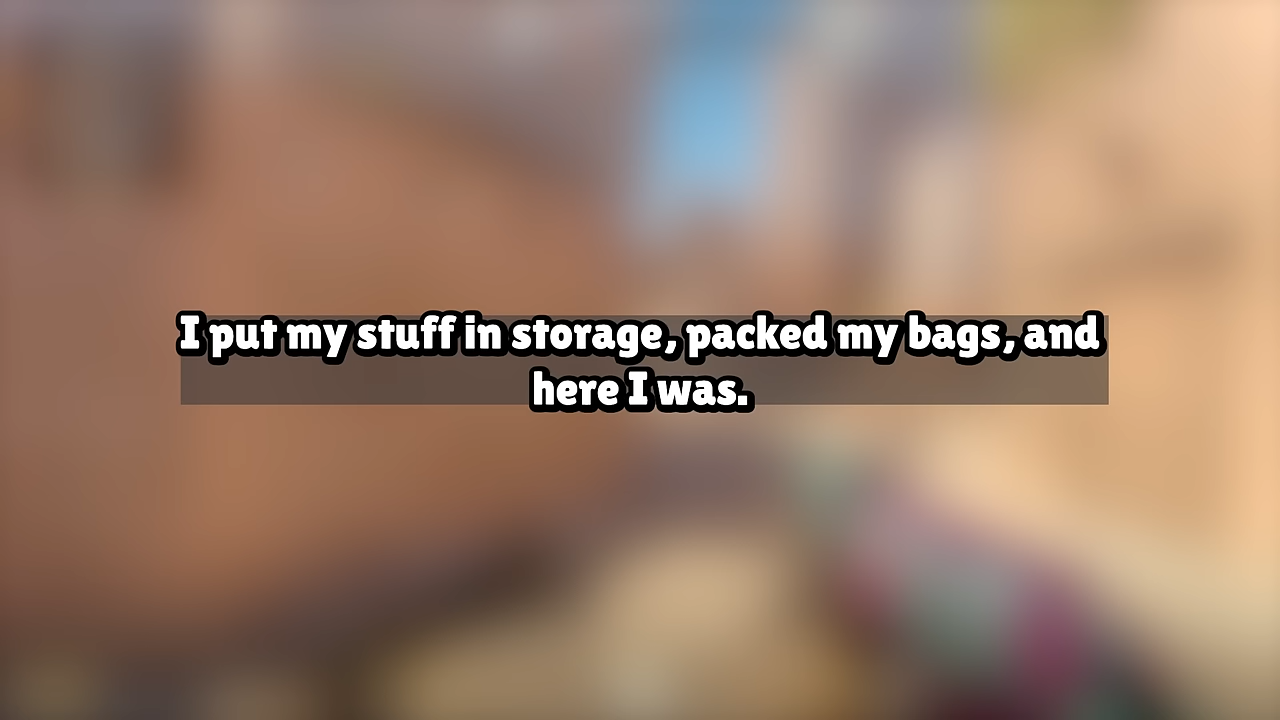 I put my stuff in storage, packed my bags, and
here I was.